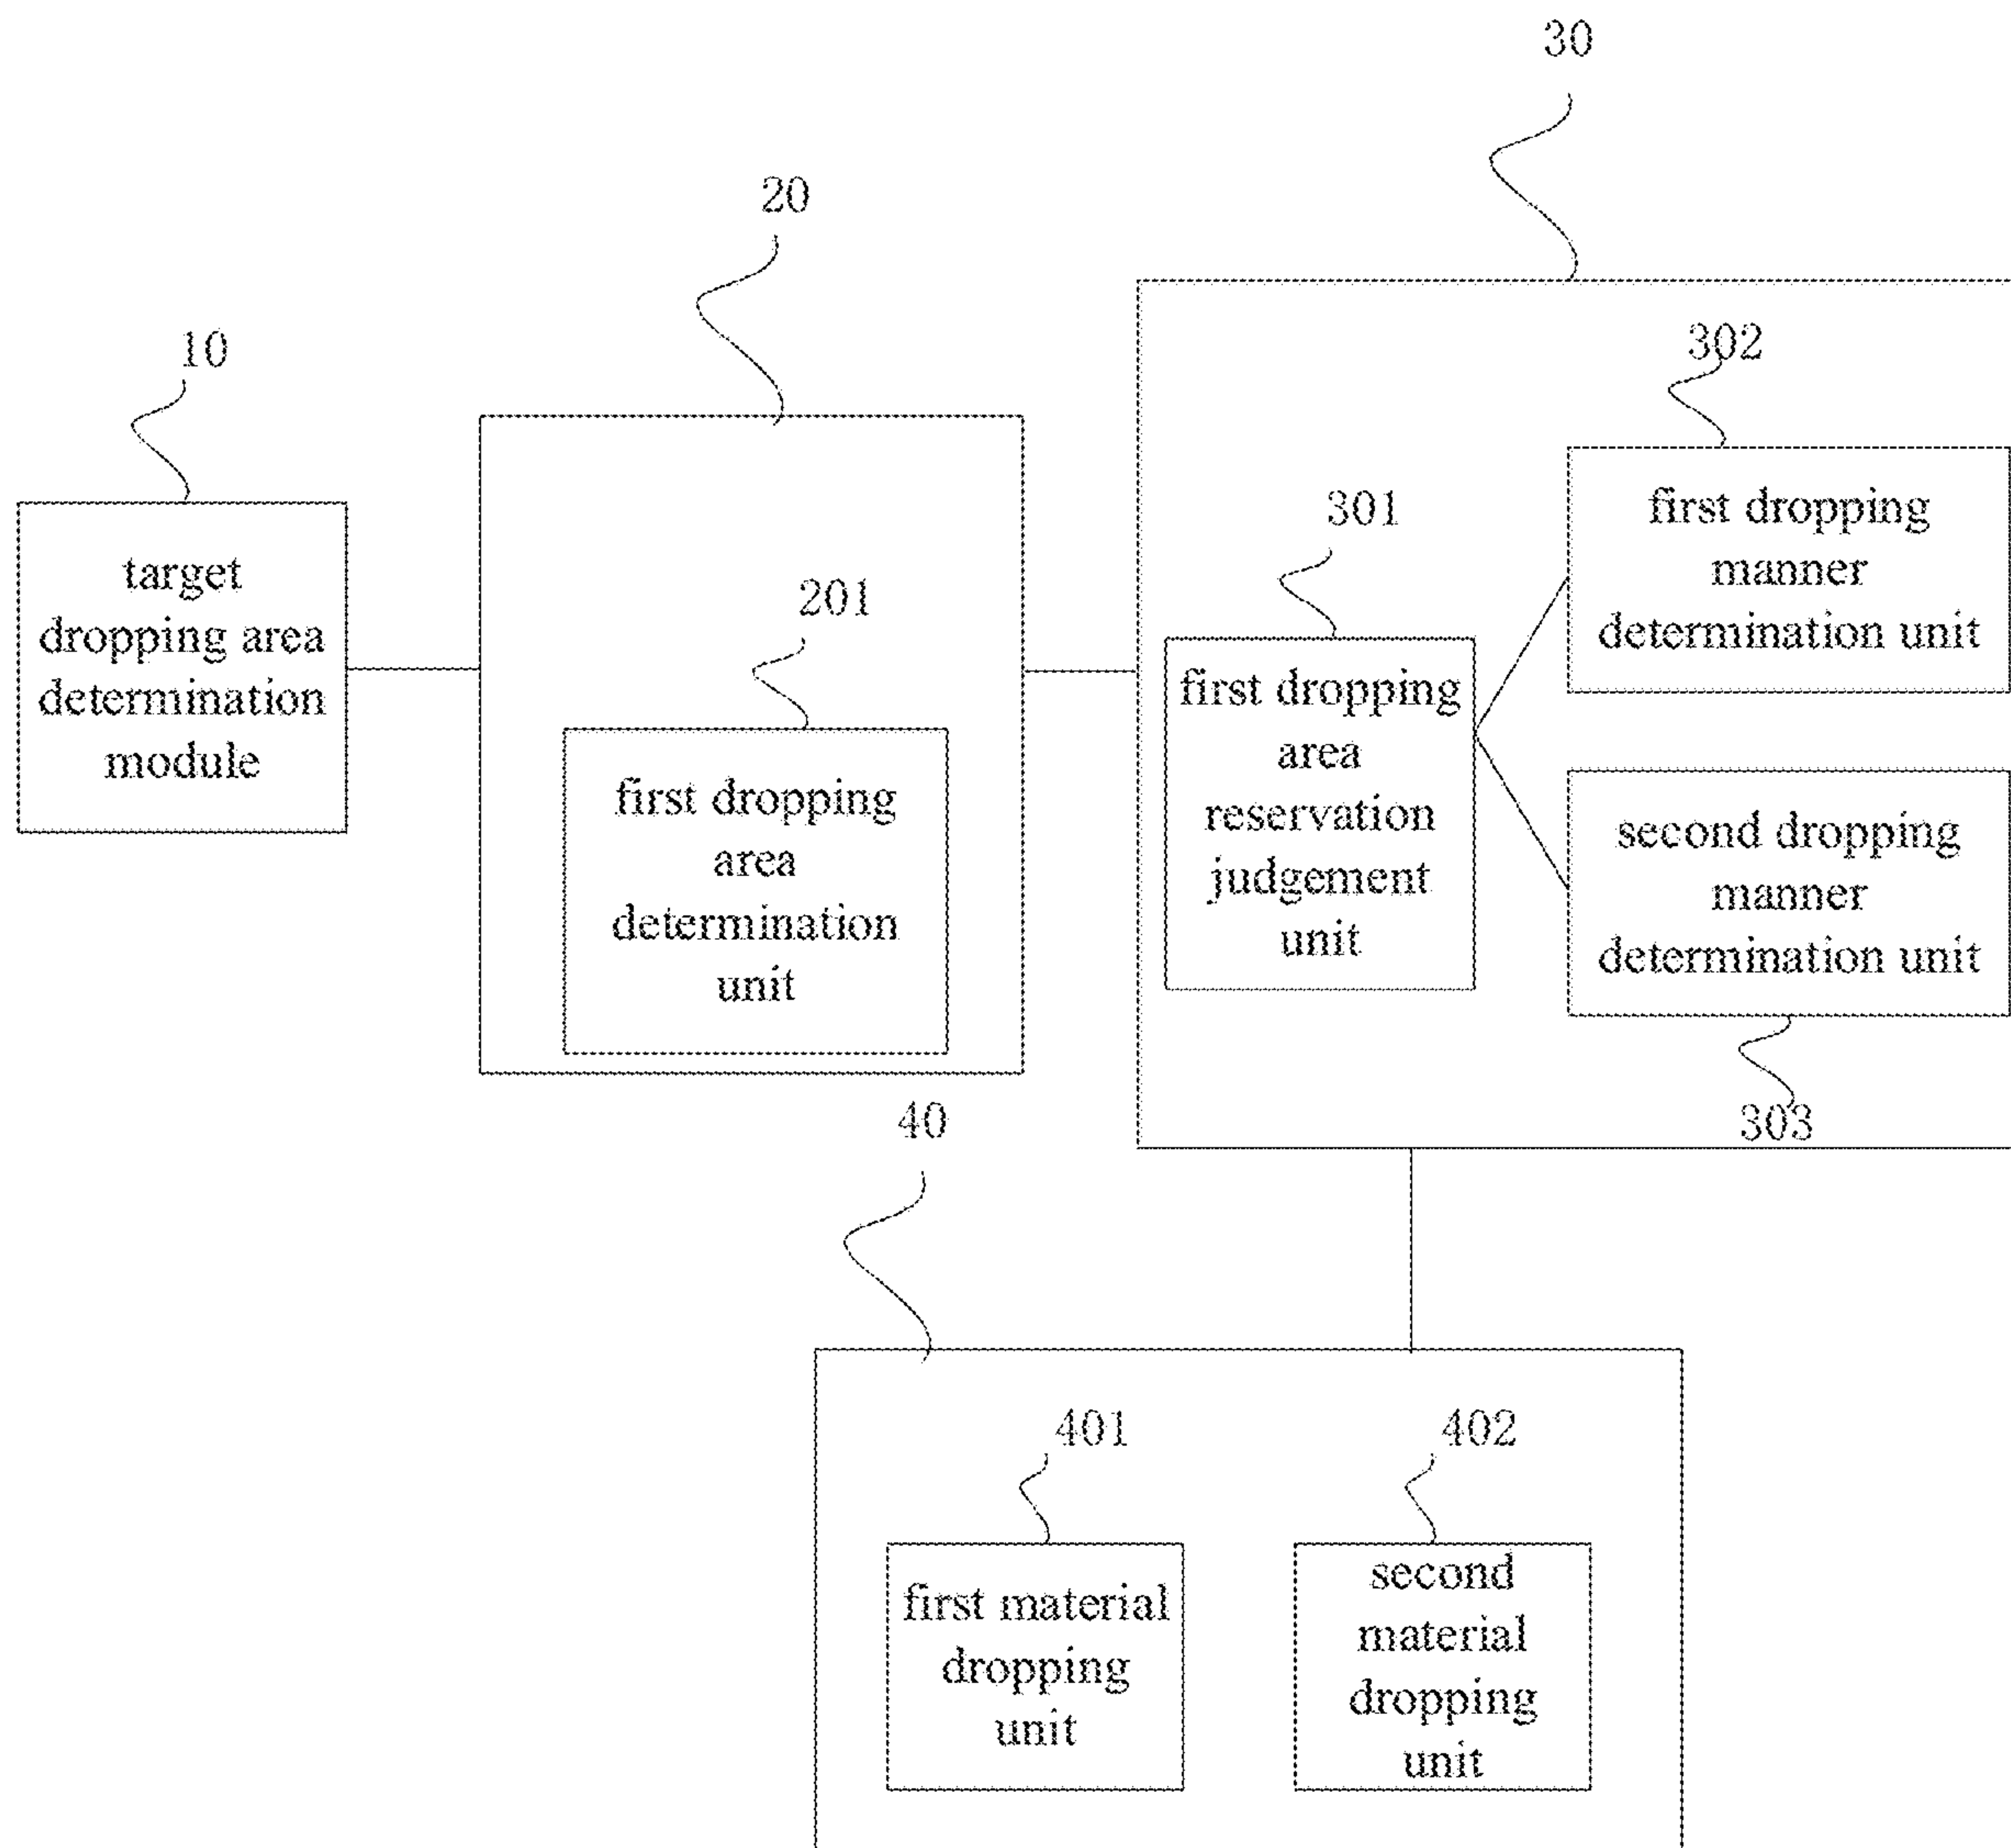 30
20
10
302
first dropping
manner
determination unit
301
target
dropping area
determination
module
201
first dropping
area
reservation
judgement
unit
first dropping
area
determination
unit
second dropping
manner
determination unit
303
40
401
402
first material
dropping
unit
second
material
dropping
unit